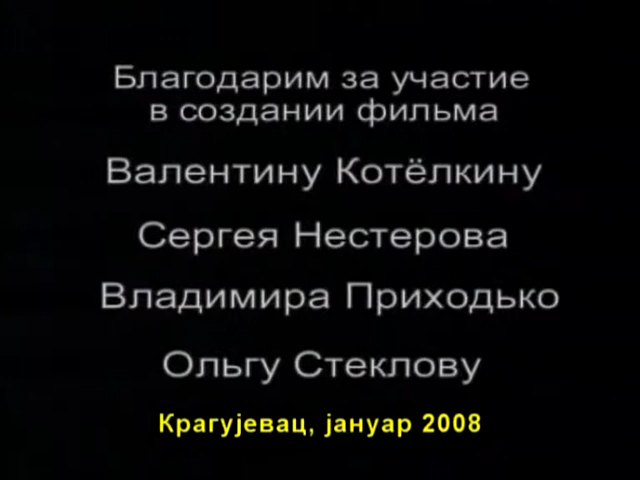 Благодарим за участие
в создании фильма
Валентину Котёлкину
Сергея Нестерова
Владимира Приходько
Ольгу Стеклову
Крагујевац, јануар 2008